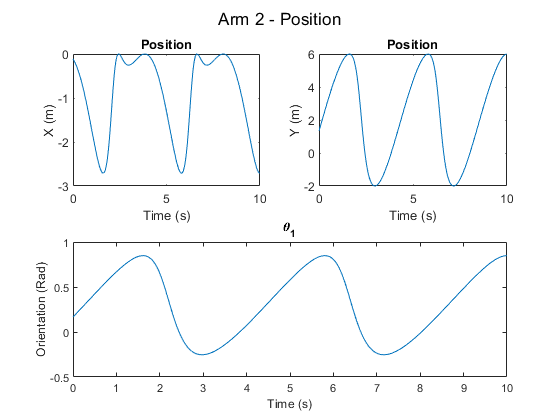 Arm 2 - Position
Position
0
-1
-2
-3
X (m)
0 5 10
Time (s)
Position
6
4
2
0
-2
Y (m)
0 5 10
Time (s)
θ1
1
0.5
0
-0.5
Orientation (Rad)
0 1 2 3 4 5 6 7 8 9 10
Time (s)